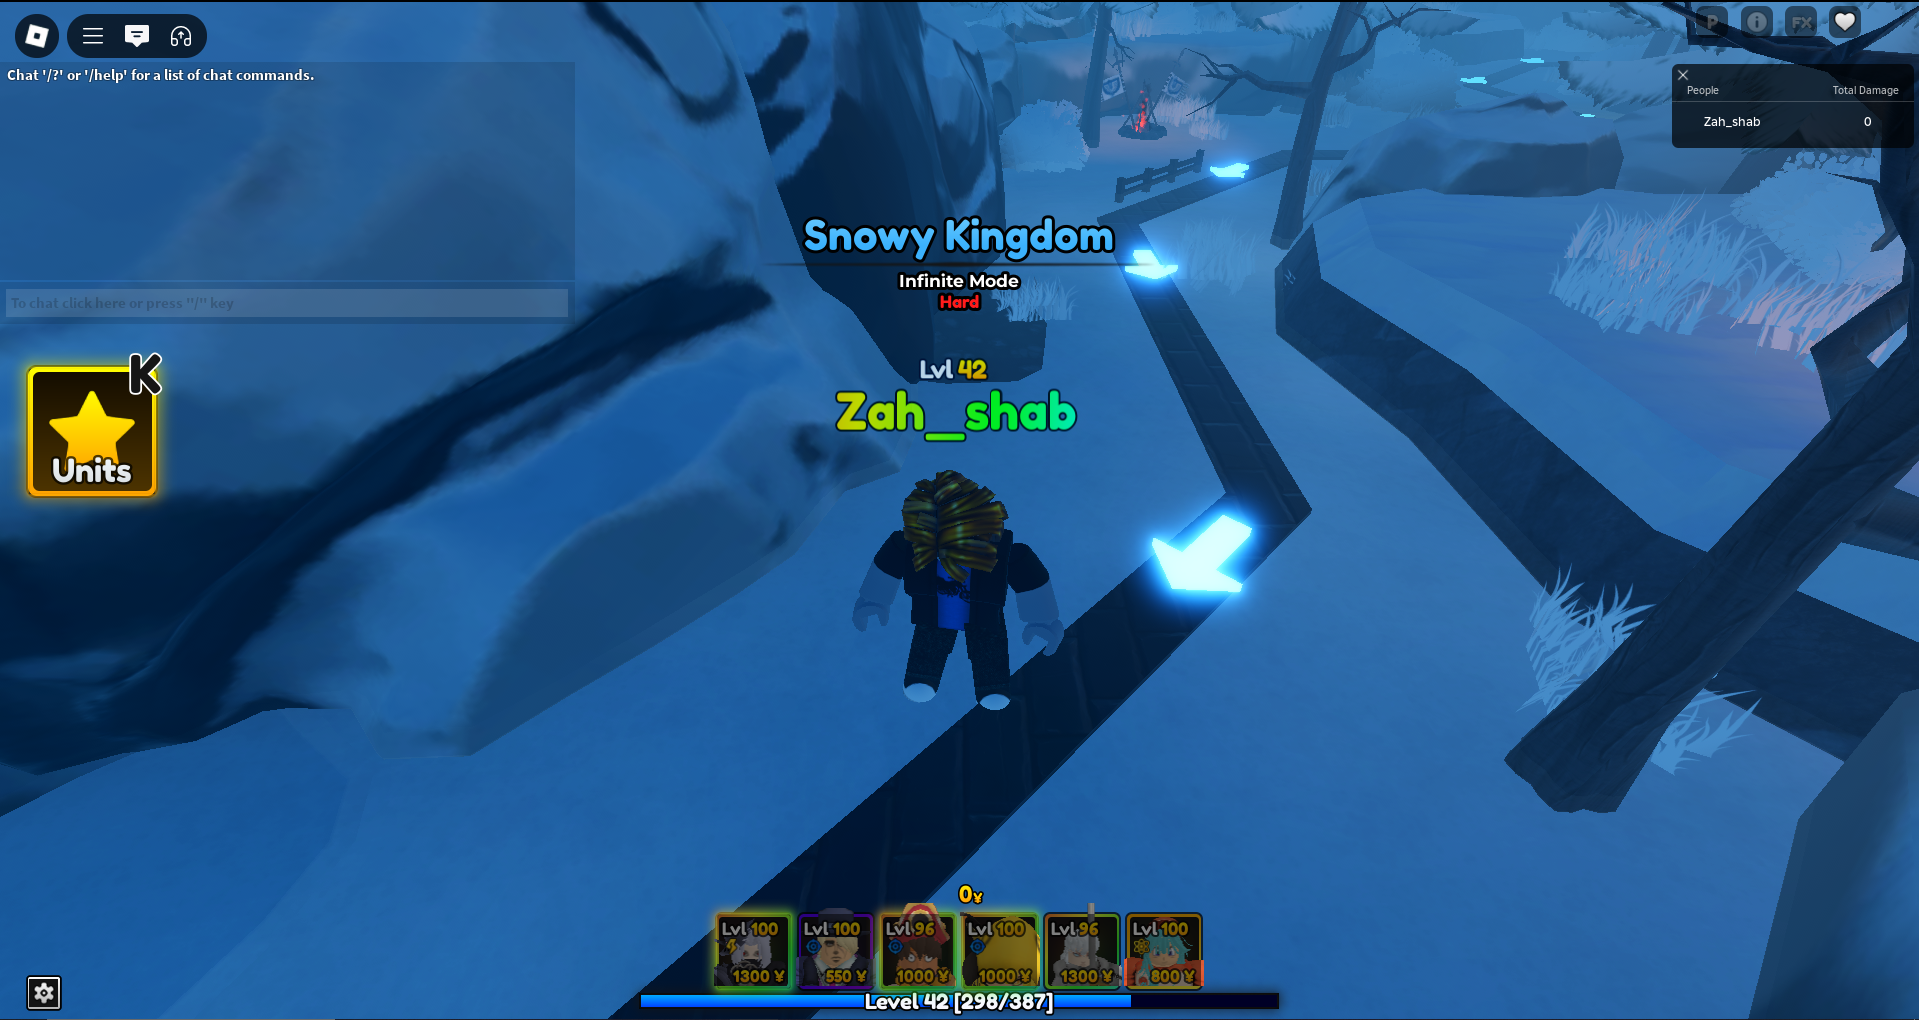 Chat '/?' or '/help' for a list of chat commands.
To chat click here or press "/" key
P
FX
People Total Damage
Zah_shab 0
Snowy Kingdom
Infinite Mode
Hard
Lvl 42
Zah_shab
K
Units
0¥
Lvl 100 Lvl 100 Lvl 96 Lvl 100 Lvl 96 Lvl 100
1300 ¥ 550 ¥ 1000 ¥ 1000 ¥ 1300 ¥ 800 ¥
Level 42 [298/387]